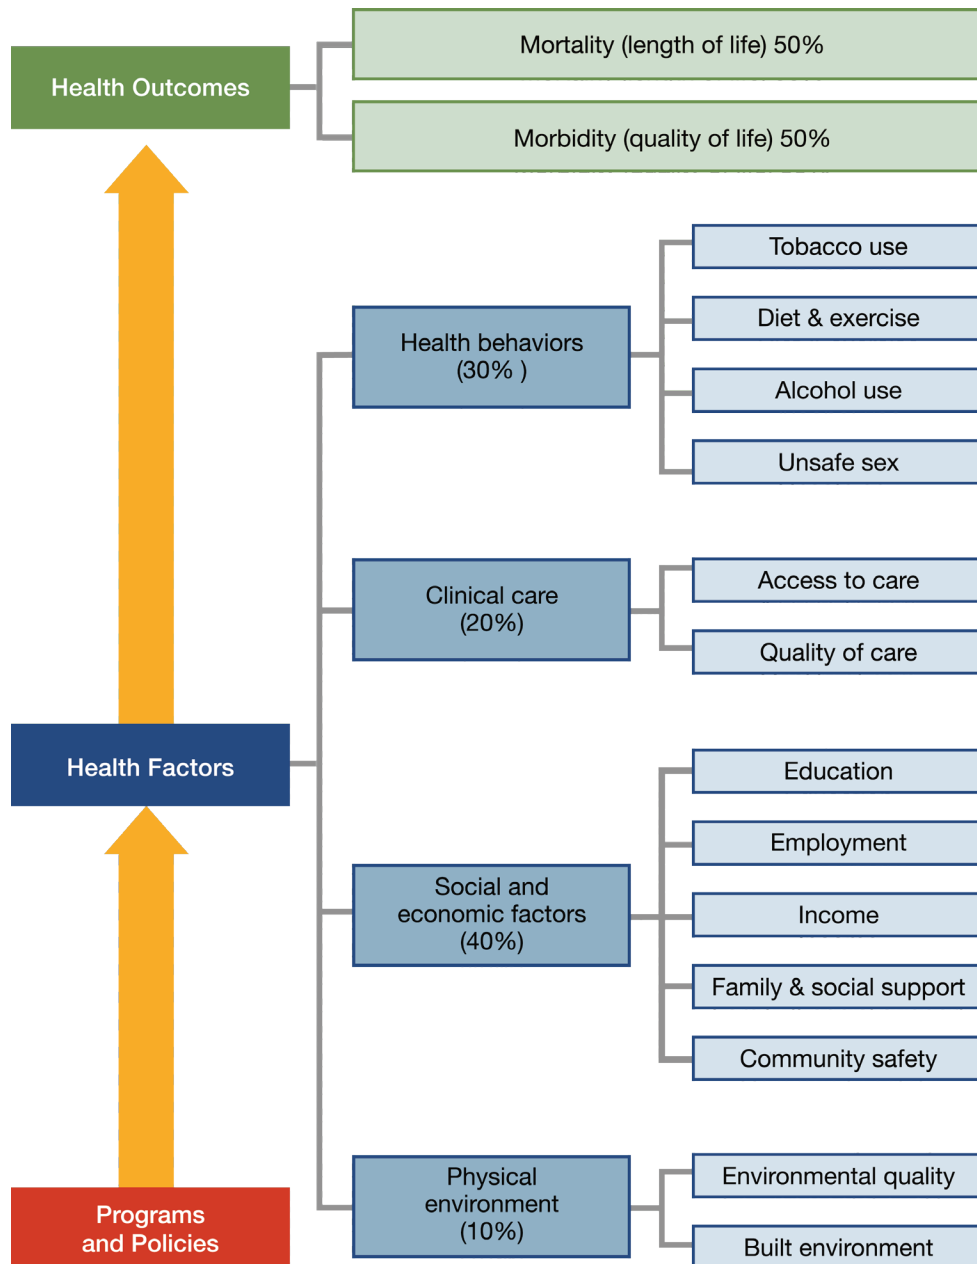 Health Outcomes
Mortality (length of life) 50%
Morbidity (quality of life) 50%
Health Factors
Health behaviors
(30% )
Tobacco use
Diet & exercise
Alcohol use
Unsafe sex
Clinical care
(20%)
Access to care
Quality of care
Social and
economic factors
(40%)
Education
Employment
Income
Family & social support
Community safety
Physical
environment
(10%)
Environmental quality
Built environment
Programs
and Policies